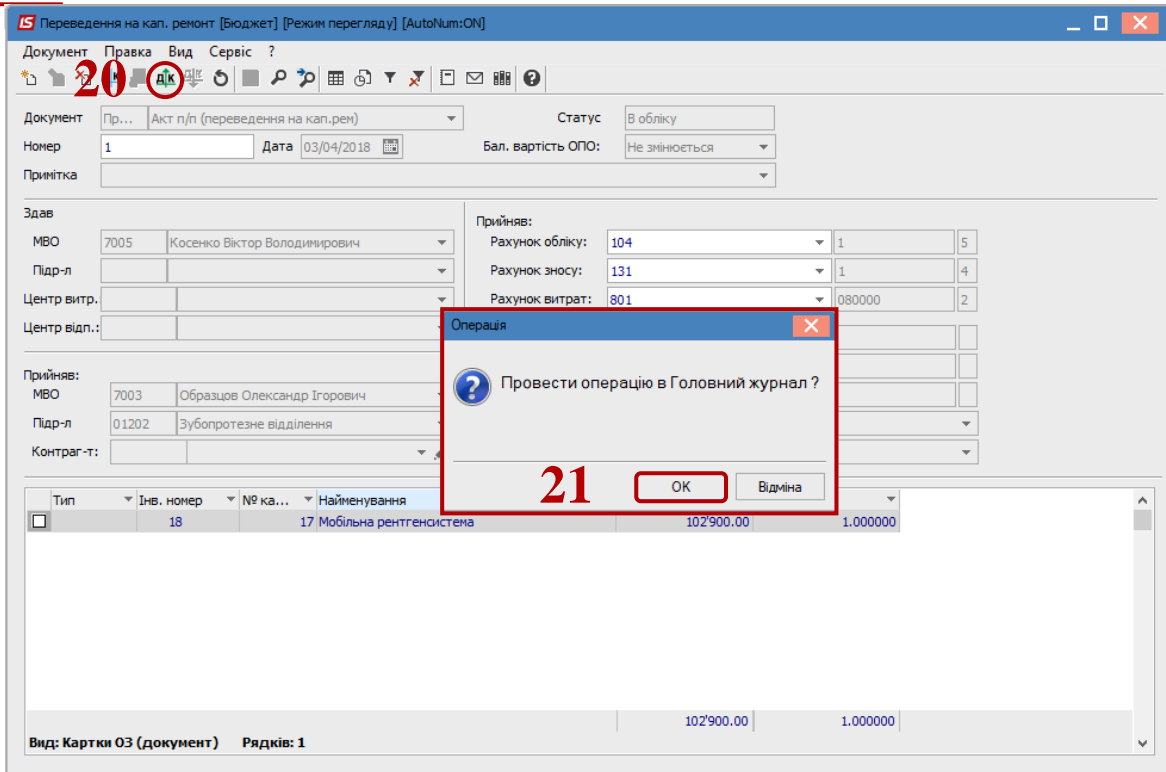 Переведення на кап. ремонт [Бюджет] [Режим перегляду] [AutoNum:ON]
Документ Правка Вид Сервіс ?
20
Документ Пр... Акт п/п (переведення на кап.рем) Статус В обліку
Номер 1 Дата 03/04/2018 Бал. вартість ОПО: Не змінюється
Примітка
Здав
Прийняв:
МВО 7005 Косенко Віктор Володимирович Рахунок обліку: 104 1 5
Підр-л Рахунок зносу: 131 1 4
Центр витр.: Рахунок витрат: 801 080000 2
Центр відп.:
Операція
Провести операцію в Головний журнал ?
Прийняв:
МВО 7003 Образцов Олександр Ігорович
Підр-л 01202 Зубопротезне відділення
Контраг-т:
21 OK Відміна
Тип Інв. номер № ка... Найменування
18 17 Мобільна рентгенсистема 102'900.00 1.000000
102'900.00 1.000000
Вид: Картки ОЗ (документ) Рядків: 1